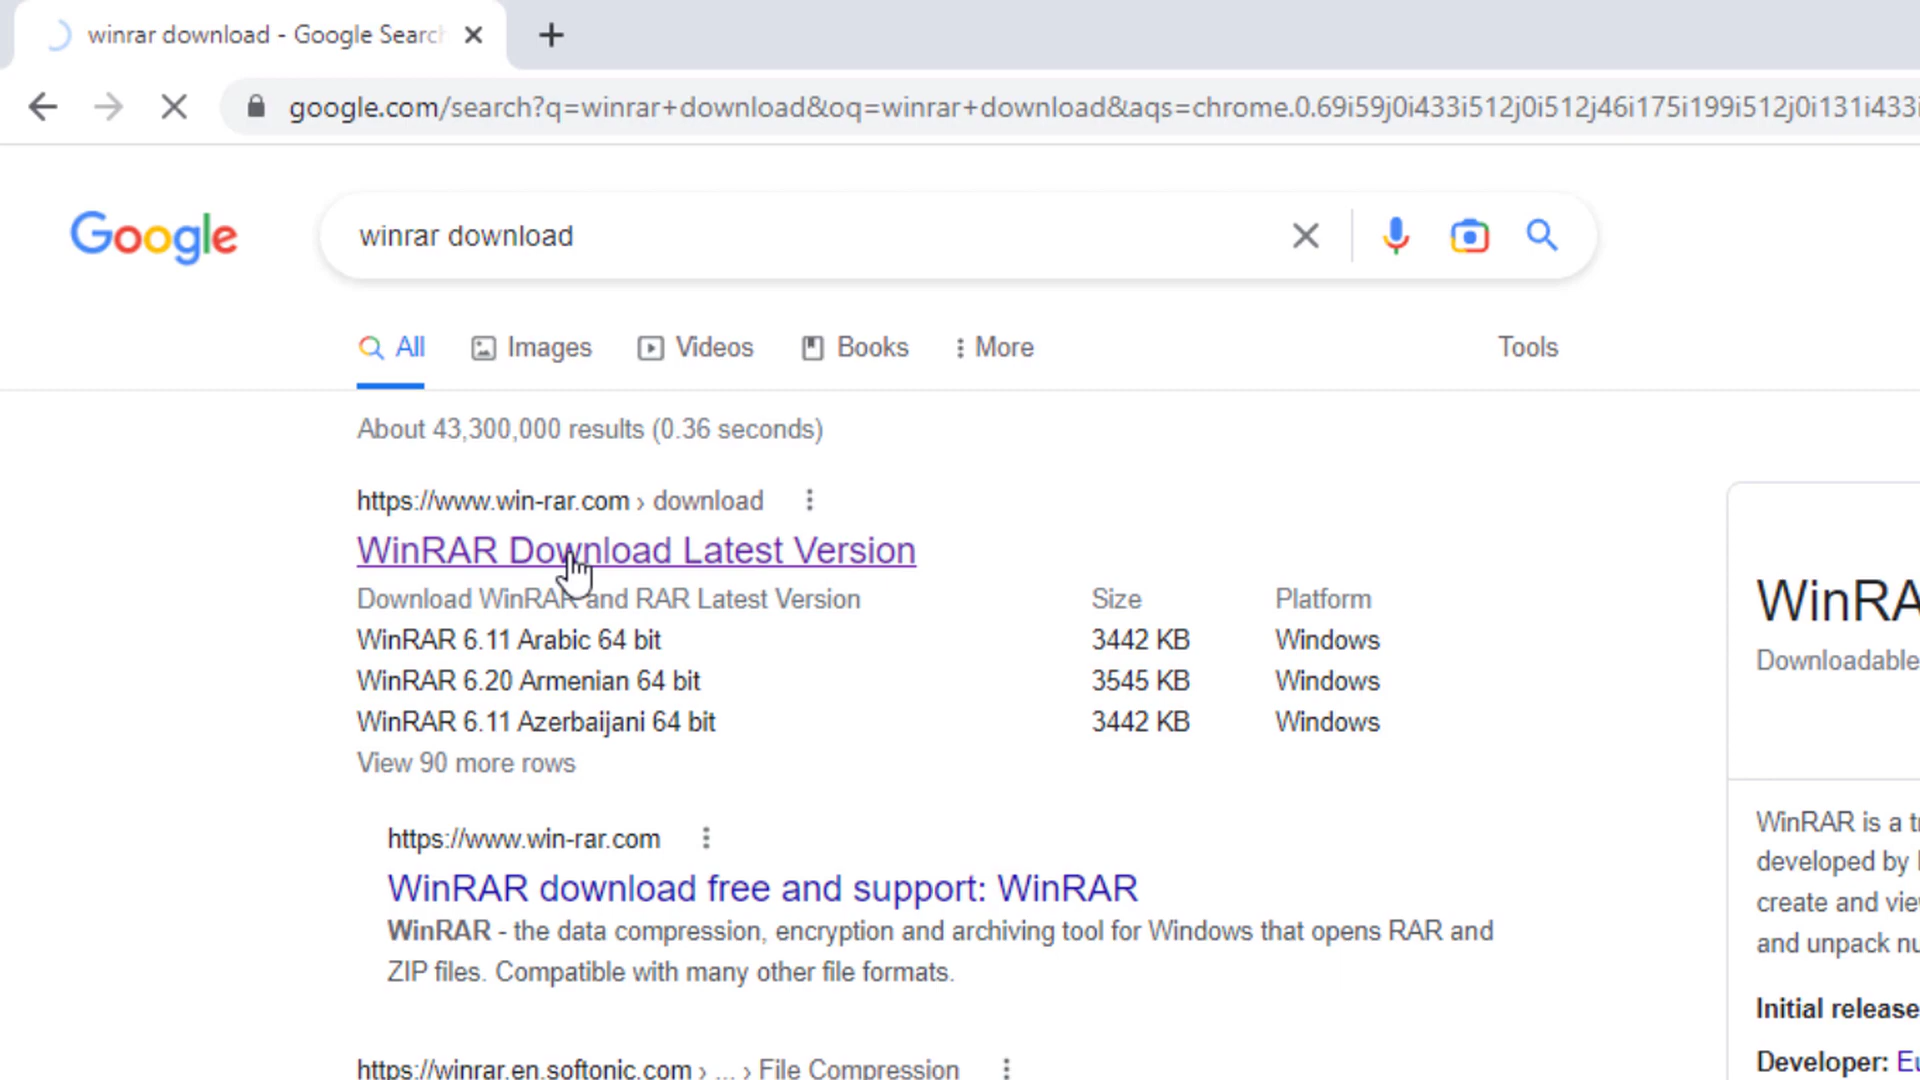 winrar download - Google Search
google.com/search?q=winrar+download&oq=winrar+download&aqs=chrome.0.69i59j0i433i512j0i512j46i175i199i512j0i131i433i
Google
winrar download
All Images Videos Books More Tools
About 43,300,000 results (0.36 seconds)
https://www.win-rar.com › download
WinRAR Download Latest Version
Download WinRAR and RAR Latest Version Size Platform
WinRAR 6.11 Arabic 64 bit 3442 KB Windows
WinRAR 6.20 Armenian 64 bit 3545 KB Windows
WinRAR 6.11 Azerbaijani 64 bit 3442 KB Windows
View 90 more rows
https://www.win-rar.com
WinRAR download free and support: WinRAR
WinRAR - the data compression, encryption and archiving tool for Windows that opens RAR and
ZIP files. Compatible with many other file formats.
https://winrar.en.softonic.com › ... › File Compression
WinRA
Downloadable
WinRAR is a t
developed by
create and vie
and unpack nu
Initial release
Developer: Eu